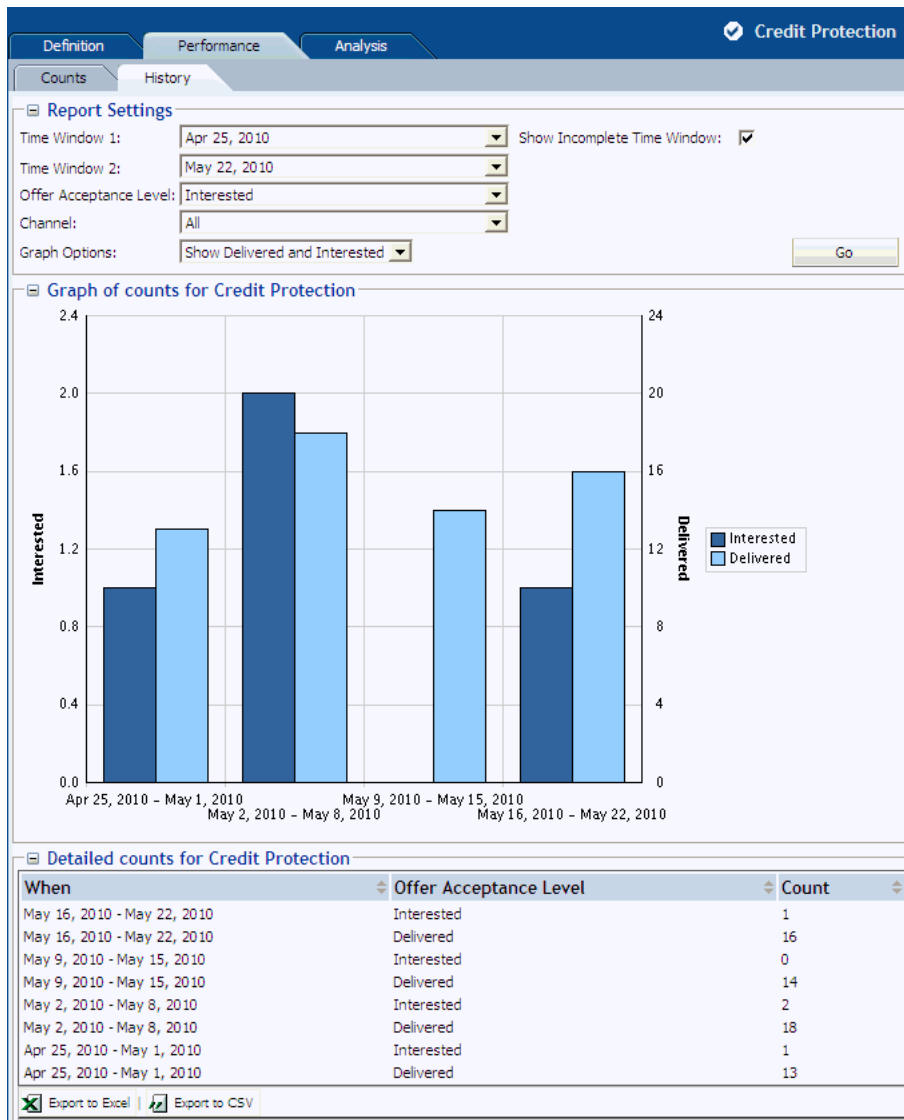 Credit Protection
Definition Performance Analysis
Counts History
Report Settings
Time Window 1: Apr 25, 2010 Show Incomplete Time Window:
Time Window 2: May 22, 2010
Offer Acceptance Level: Interested
Channel: All
Graph Options: Show Delivered and Interested Go
Graph of counts for Credit Protection
2.4 24
2.0 20
1.6 16
Interested
Delivered
1.2 12
Interested
Delivered
0.8 8
0.4 4
0.0 0
Apr 25, 2010 – May 1, 2010 May 9, 2010 – May 15, 2010
May 2, 2010 – May 8, 2010 May 16, 2010 – May 22, 2010
Detailed counts for Credit Protection
When Offer Acceptance Level Count
May 16, 2010 - May 22, 2010 Interested 1
May 16, 2010 - May 22, 2010 Delivered 16
May 9, 2010 - May 15, 2010 Interested 0
May 9, 2010 - May 15, 2010 Delivered 14
May 2, 2010 - May 8, 2010 Interested 2
May 2, 2010 - May 8, 2010 Delivered 18
Apr 25, 2010 - May 1, 2010 Interested 1
Apr 25, 2010 - May 1, 2010 Delivered 13
Export to Excel | Export to CSV